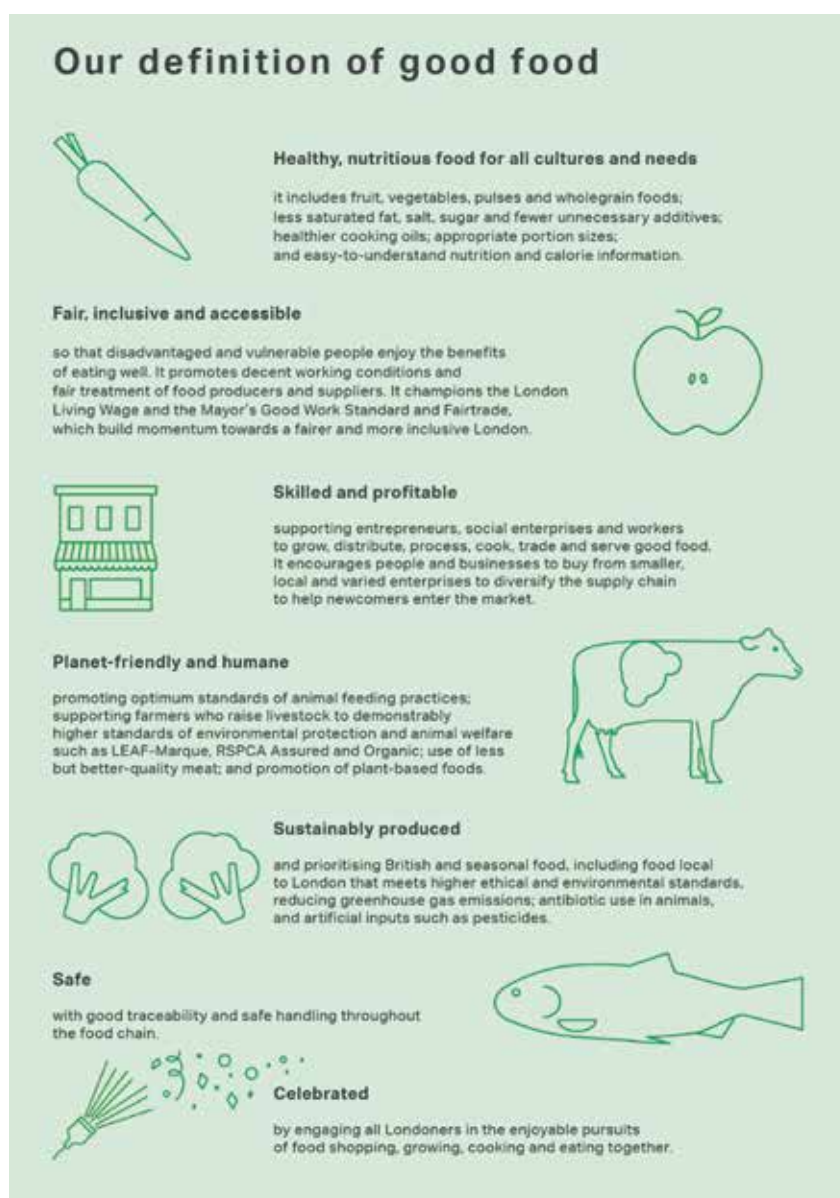 Our definition of good food
Healthy, nutritious food for all cultures and needs
it includes fruit, vegetables, pulses and wholegrain foods;
less saturated fat, salt, sugar and fewer unnecessary additives;
healthier cooking oils; appropriate portion sizes;
and easy-to-understand nutrition and calorie information.
Fair, inclusive and accessible
so that disadvantaged and vulnerable people enjoy the benefits
of eating well. It promotes decent working conditions and
fair treatment of food producers and suppliers. It champions the London
Living Wage and the Mayor's Good Work Standard and Fairtrade,
which build momentum towards a fairer and more inclusive London.
Skilled and profitable
supporting entrepreneurs, social enterprises and workers
to grow, distribute, process, cook, trade and serve good food.
It encourages people and businesses to buy from smaller,
local and varied enterprises to diversify the supply chain
to help newcomers enter the market.
Planet-friendly and humane
promoting optimum standards of animal feeding practices;
supporting farmers who raise livestock to demonstrably
higher standards of environmental protection and animal welfare
such as LEAF-Marque, RSPCA Assured and Organic; use of less
but better-quality meat; and promotion of plant-based foods.
Sustainably produced
and prioritising British and seasonal food, including food local
to London that meets higher ethical and environmental standards,
reducing greenhouse gas emissions; antibiotic use in animals,
and artificial inputs such as pesticides.
Safe
with good traceability and safe handling throughout
the food chain.
Celebrated
by engaging all Londoners in the enjoyable pursuits
of food shopping, growing, cooking and eating together.